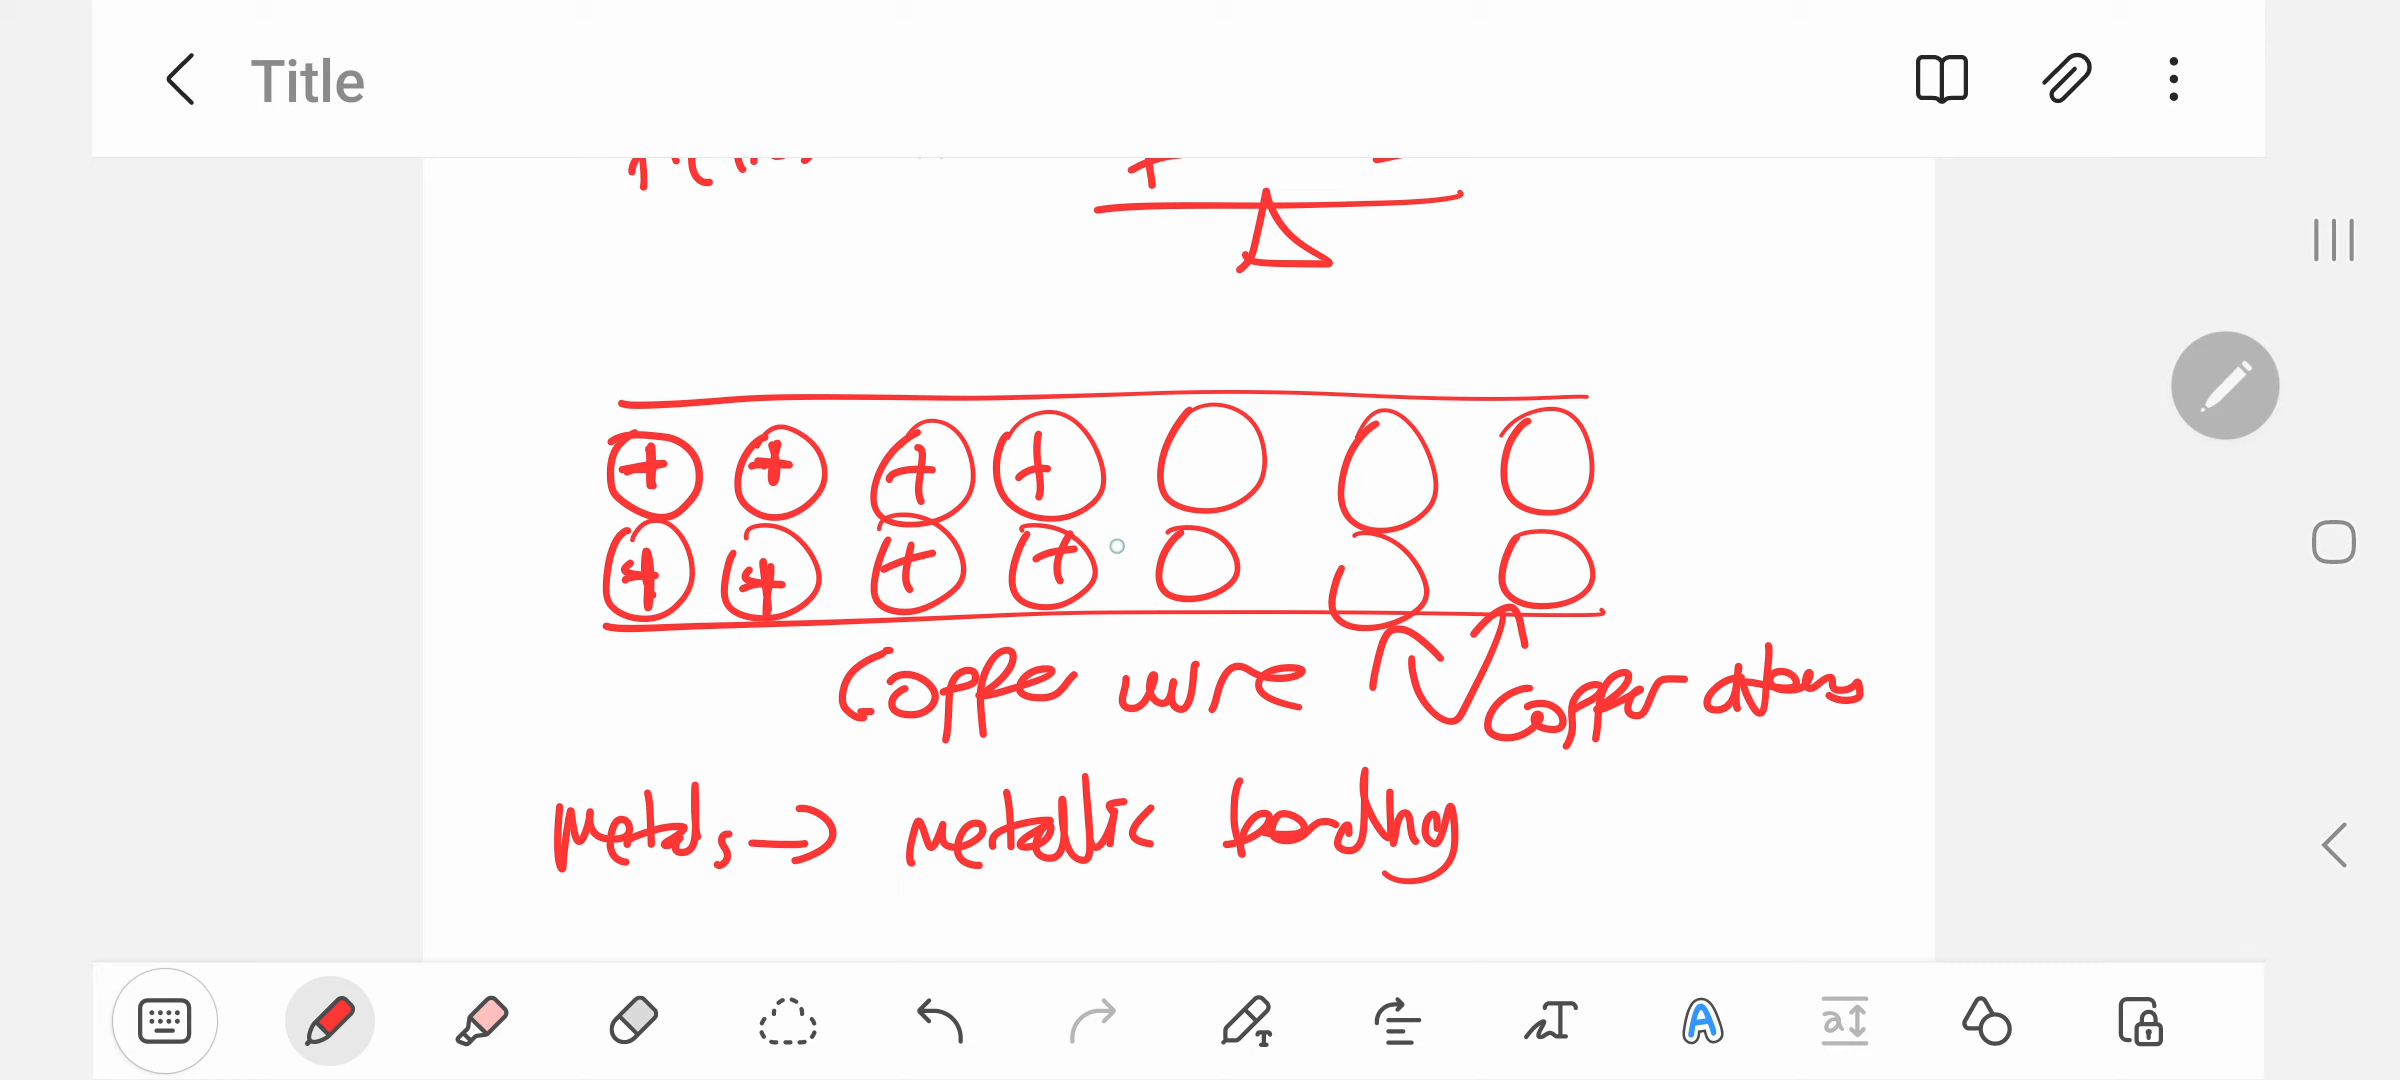 Title
+ + + +
+ + + +
Copper wire
Copper atoms
Metals → metallic bonding